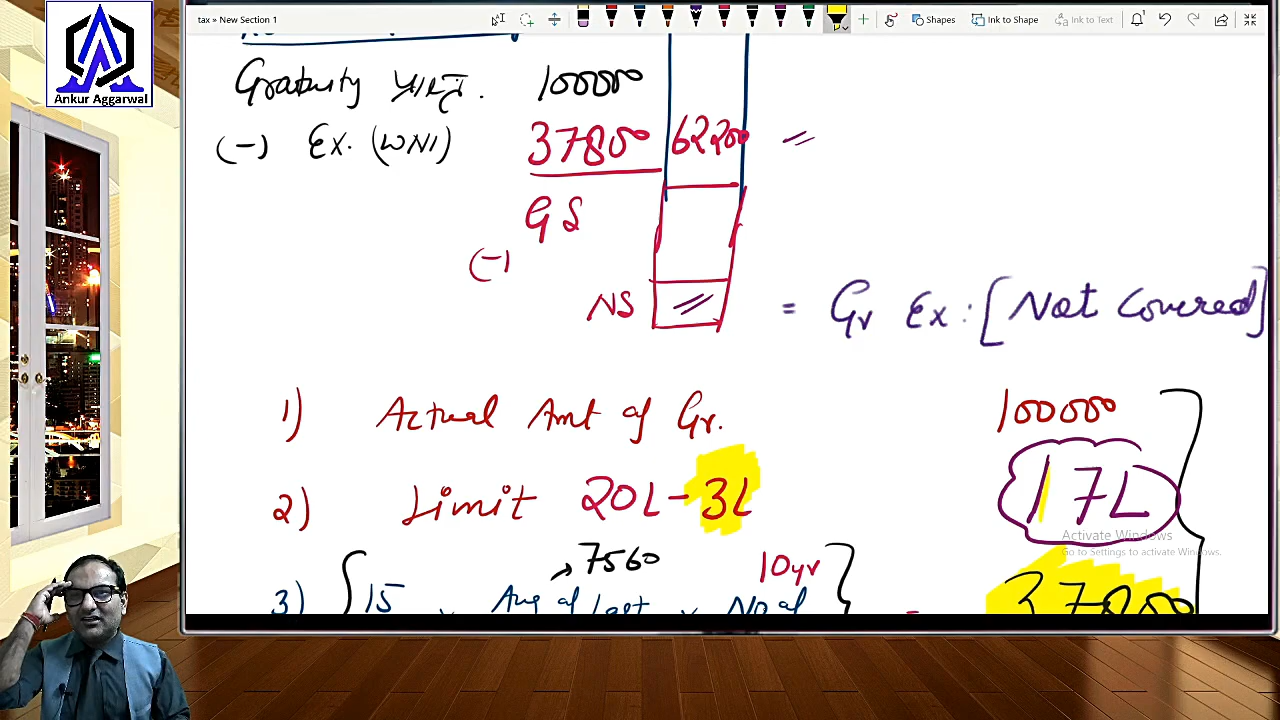 tax » New Section 1
Shapes
Ink to Shape
Ink to Text
Ankur Aggarwal
Gratuity प्राप्त. 100000
(-) Ex. (WN1) 37800 62200 =
GS
(-)
NS = Gr Ex: [Not Covered]
1) Actual Amt of Gr. 100000
2) Limit 20L - 3L 17L
Activate Windows
Go to Settings to activate Windows.
→ 7560 10yr
3) { 15 x Avg of last x No of } = 37800